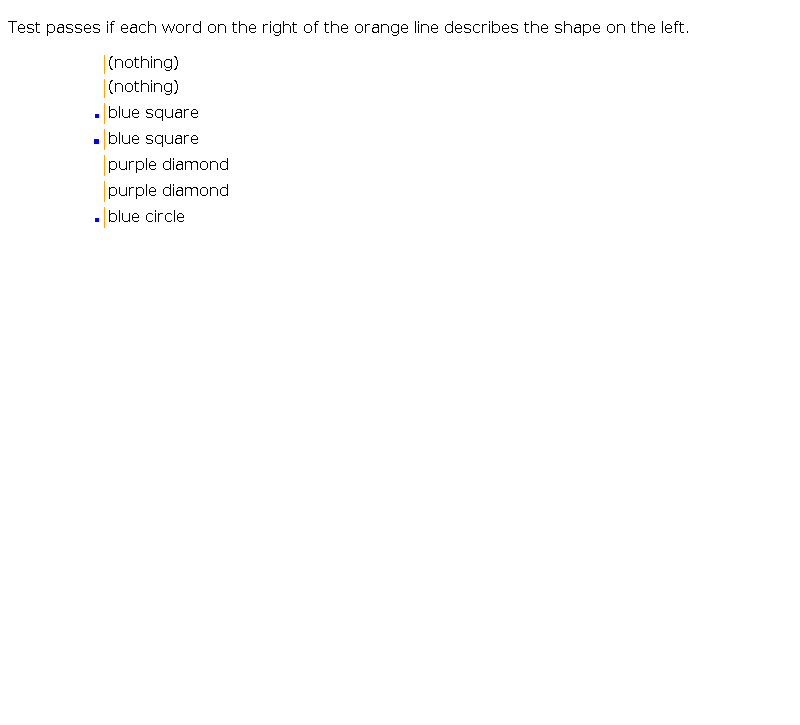 Test passes if each word on the right of the orange line describes the shape on the left.
(nothing)
(nothing)
blue square
blue square
purple diamond
purple diamond
blue circle